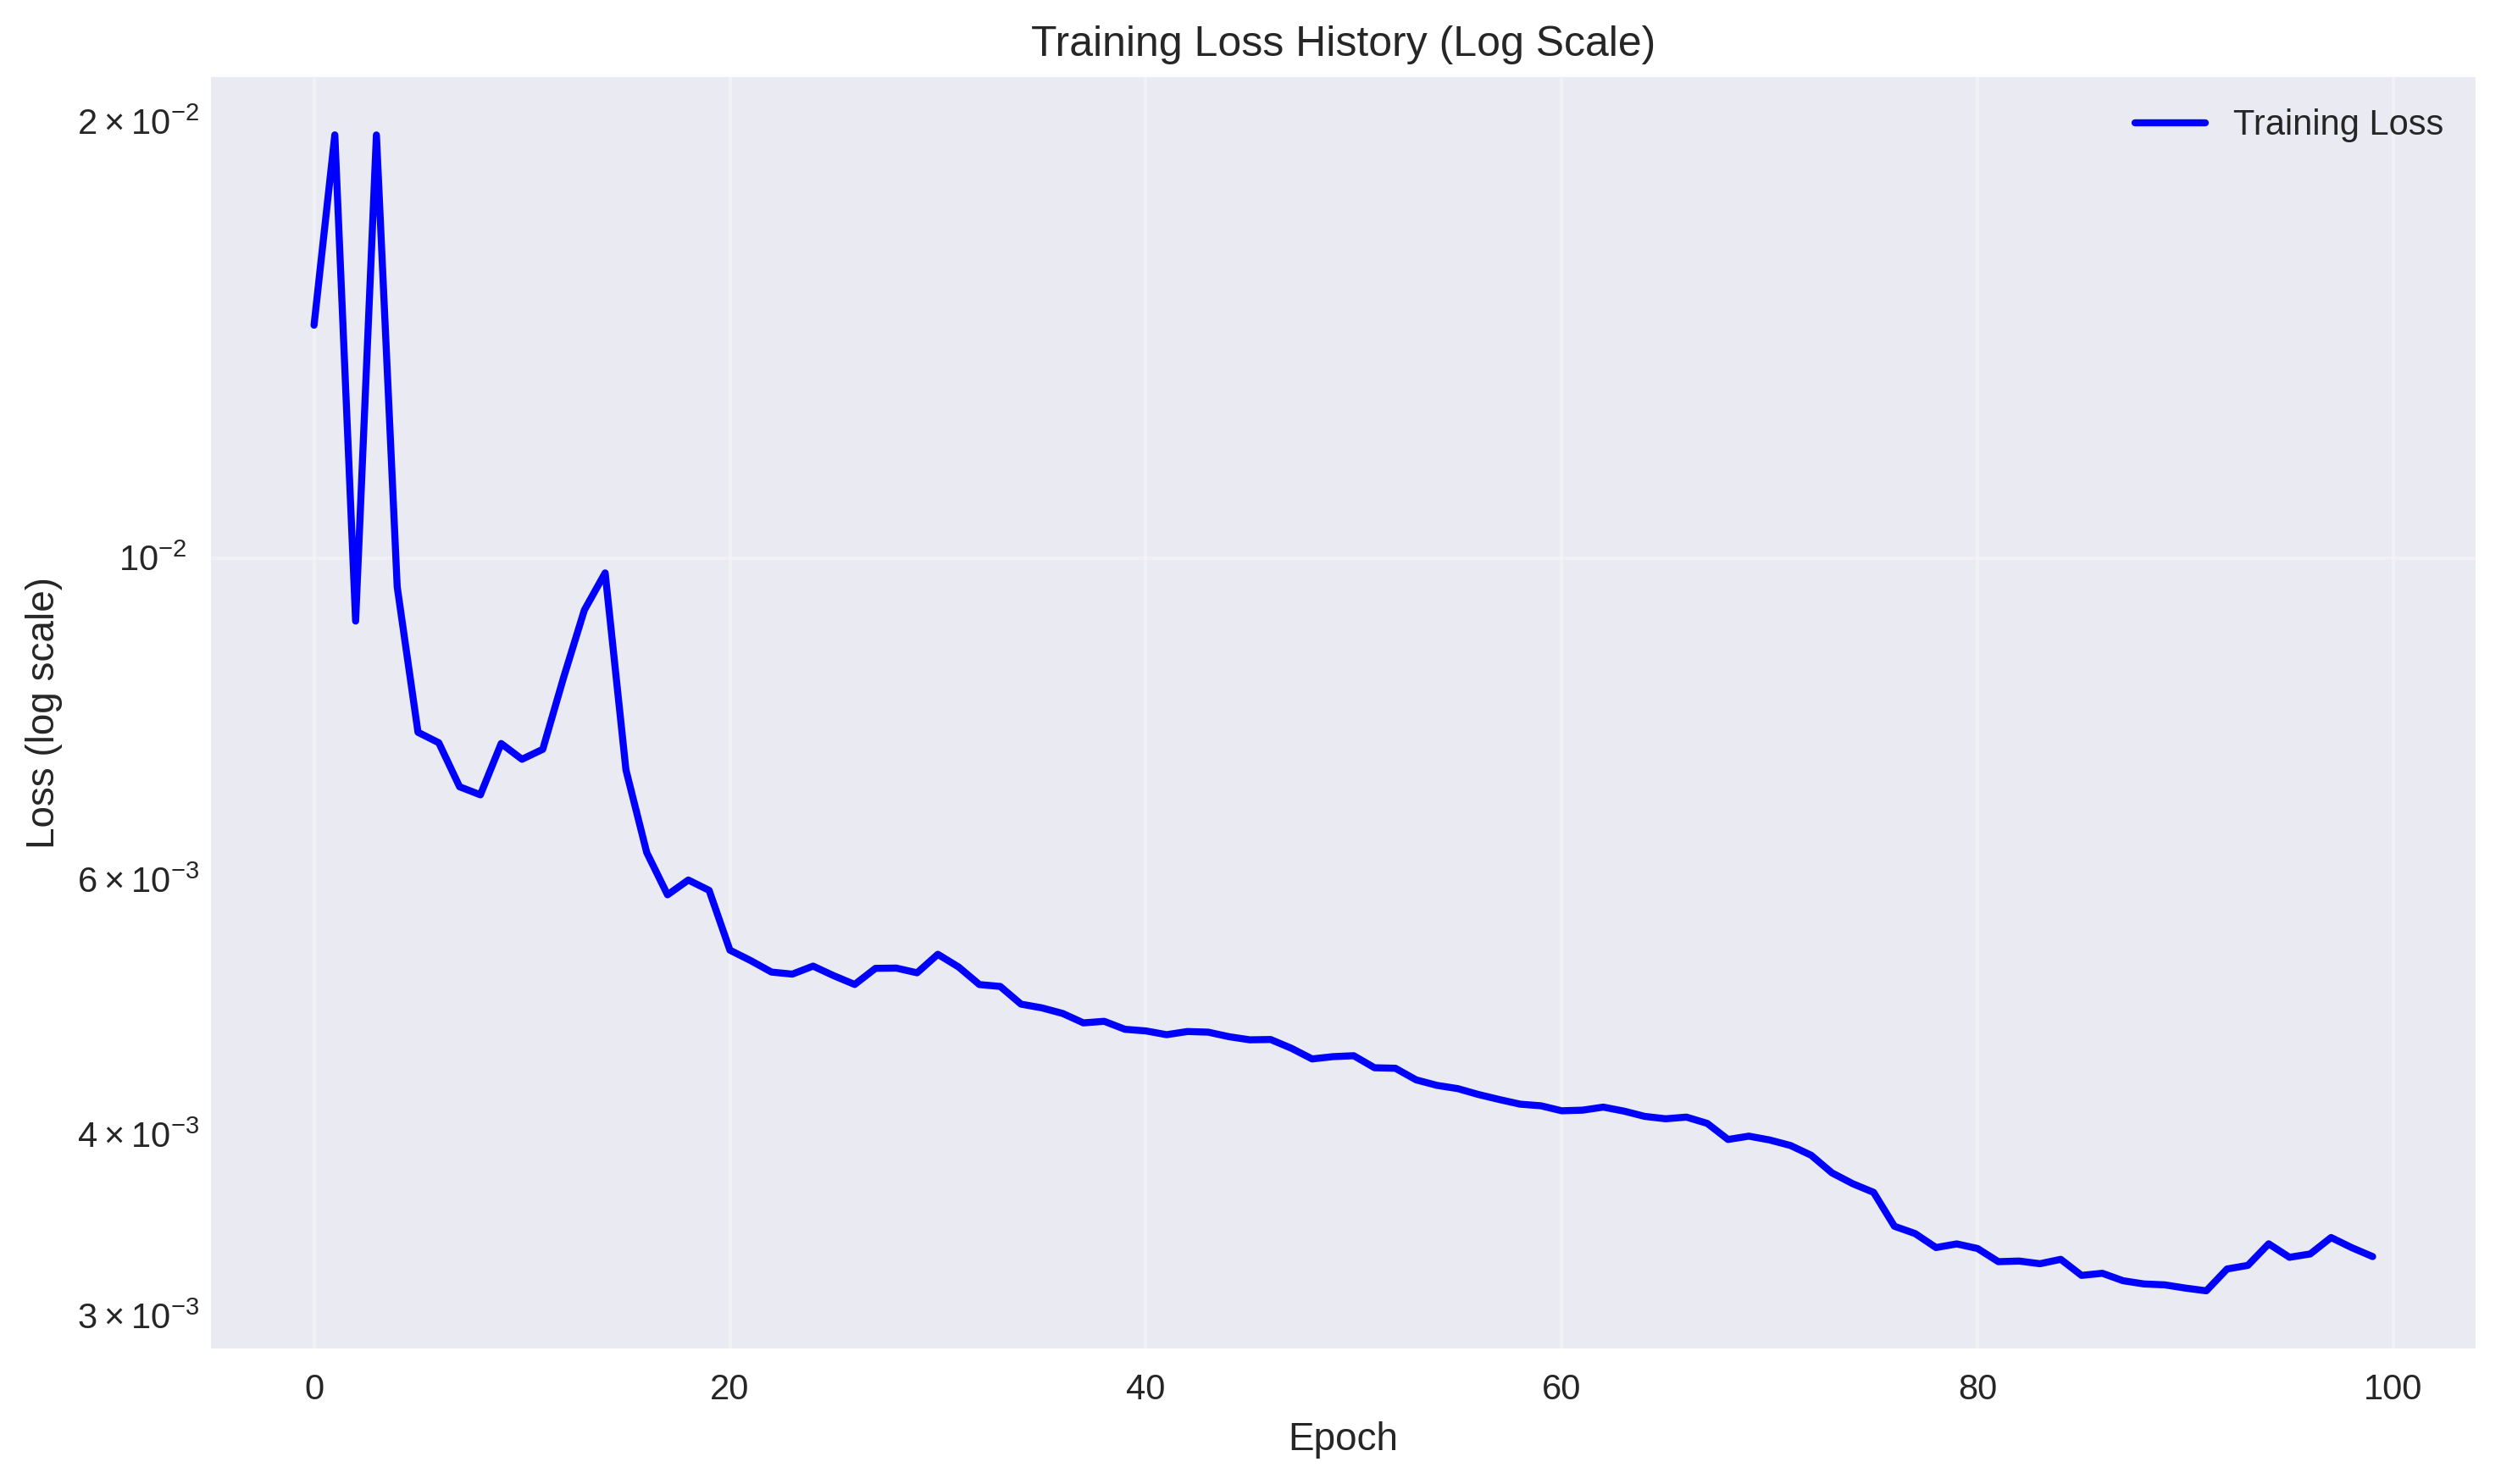 Training Loss History (Log Scale)
Training Loss
Loss (log scale)
2 × 10⁻²
10⁻²
6 × 10⁻³
4 × 10⁻³
3 × 10⁻³
0 20 40 60 80 100
Epoch